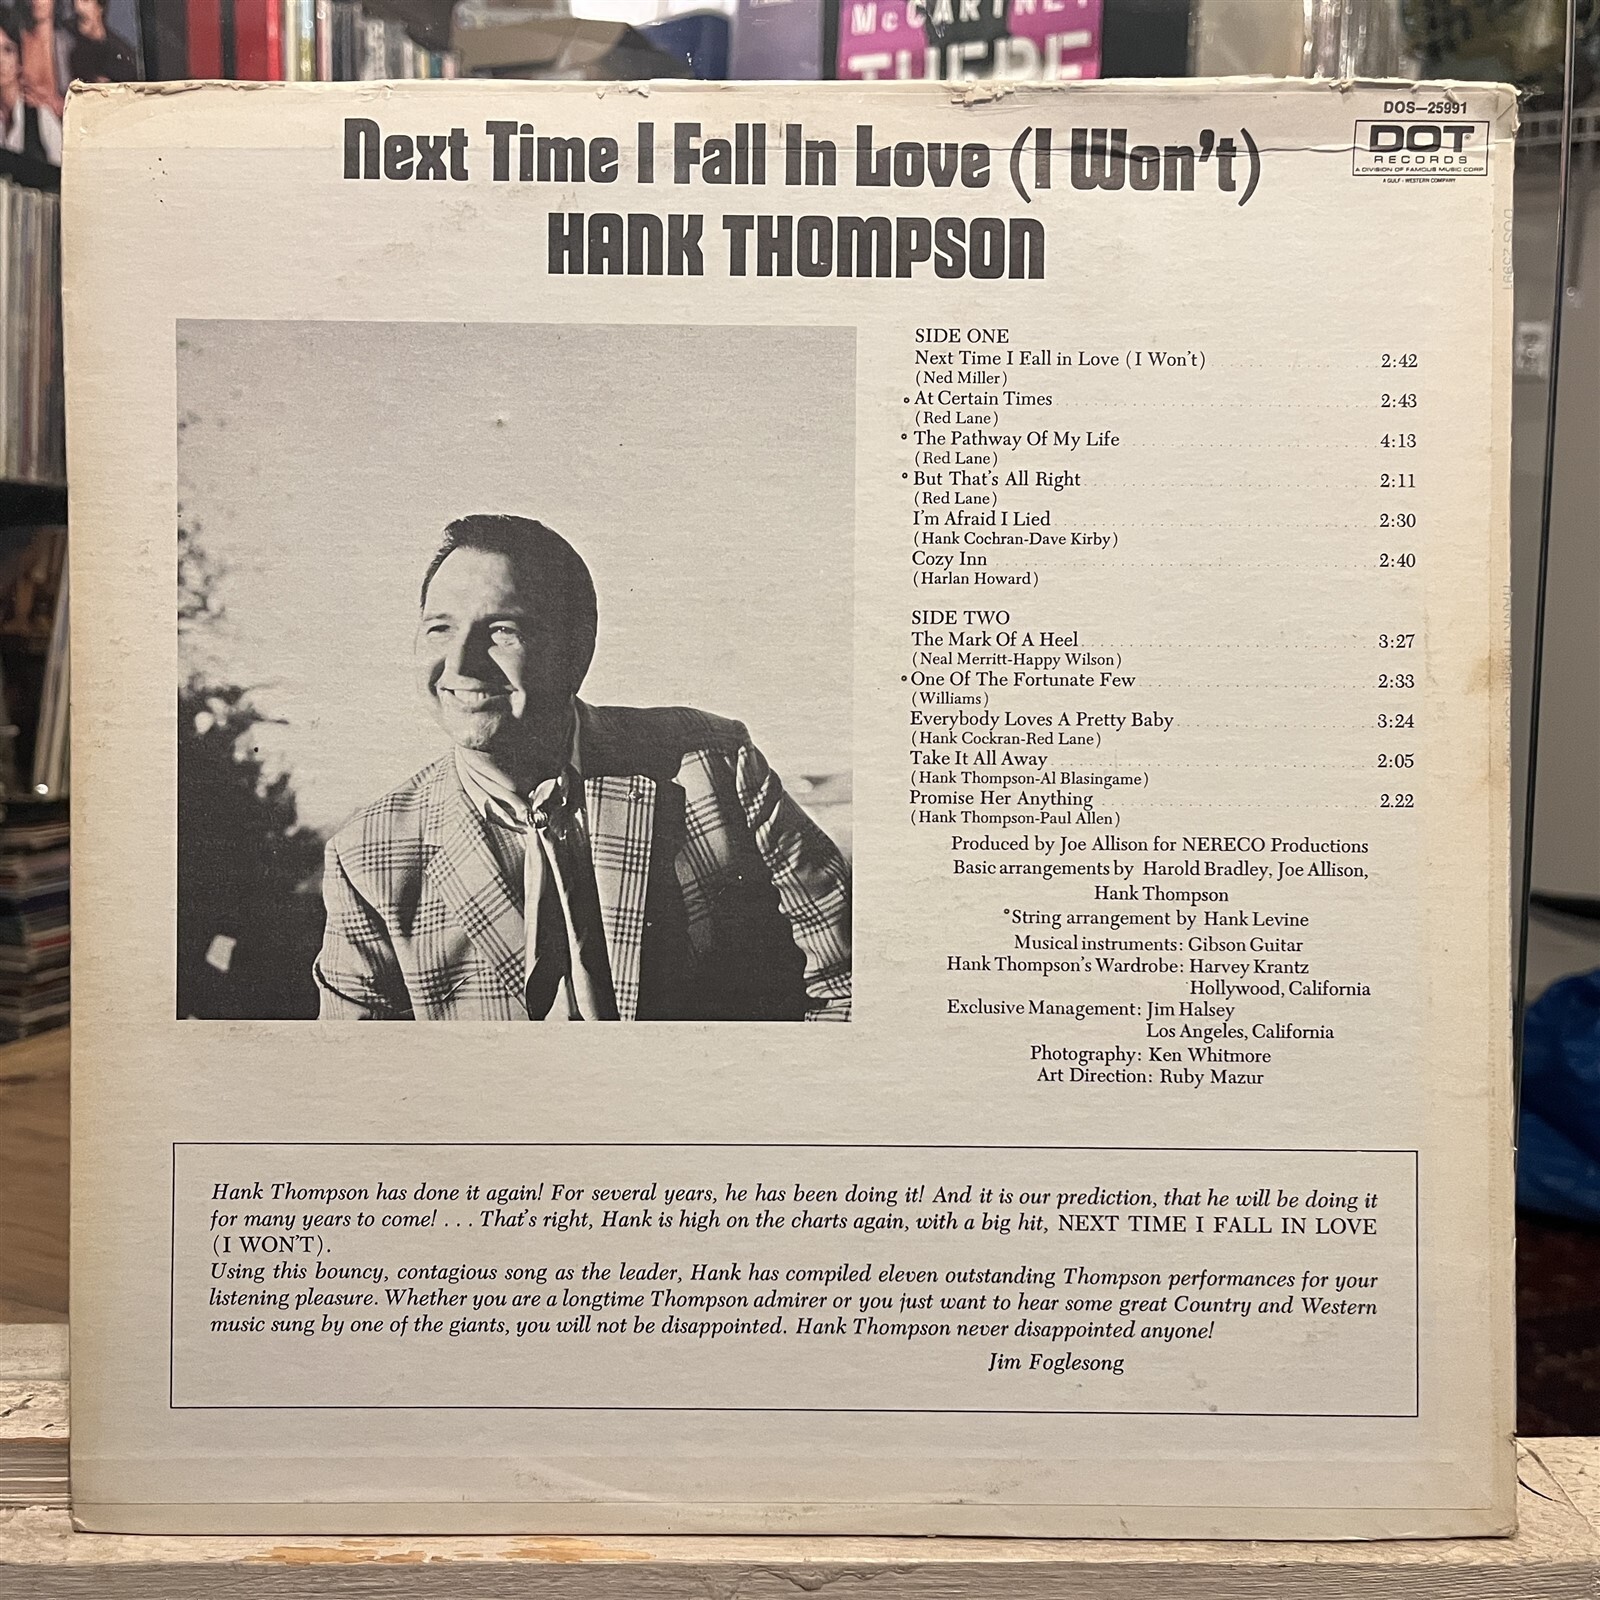 McCARTNEY
THERE
DOS—25991
DOT
RECORDS
A DIVISION OF FAMOUS MUSIC CORP
A GULF + WESTERN COMPANY
Next Time I Fall In Love (I Won't)
HANK THOMPSON
SIDE ONE
Next Time I Fall in Love (I Won't) 2:42
(Ned Miller)
°At Certain Times 2:43
(Red Lane)
°The Pathway Of My Life 4:13
(Red Lane)
°But That's All Right 2:11
(Red Lane)
I'm Afraid I Lied 2:30
(Hank Cochran-Dave Kirby)
Cozy Inn 2:40
(Harlan Howard)
SIDE TWO
The Mark Of A Heel 3:27
(Neal Merritt-Happy Wilson)
°One Of The Fortunate Few 2:33
(Williams)
Everybody Loves A Pretty Baby 3:24
(Hank Cockran-Red Lane)
Take It All Away 2:05
(Hank Thompson-Al Blasingame)
Promise Her Anything 2.22
(Hank Thompson-Paul Allen)
Produced by Joe Allison for NERECO Productions
Basic arrangements by Harold Bradley, Joe Allison,
Hank Thompson
°String arrangement by Hank Levine
Musical instruments: Gibson Guitar
Hank Thompson's Wardrobe: Harvey Krantz
Hollywood, California
Exclusive Management: Jim Halsey
Los Angeles, California
Photography: Ken Whitmore
Art Direction: Ruby Mazur
Hank Thompson has done it again! For several years, he has been doing it! And it is our prediction, that he will be doing it
for many years to come! . . . That's right, Hank is high on the charts again, with a big hit, NEXT TIME I FALL IN LOVE
(I WON'T).
Using this bouncy, contagious song as the leader, Hank has compiled eleven outstanding Thompson performances for your
listening pleasure. Whether you are a longtime Thompson admirer or you just want to hear some great Country and Western
music sung by one of the giants, you will not be disappointed. Hank Thompson never disappointed anyone!
Jim Foglesong